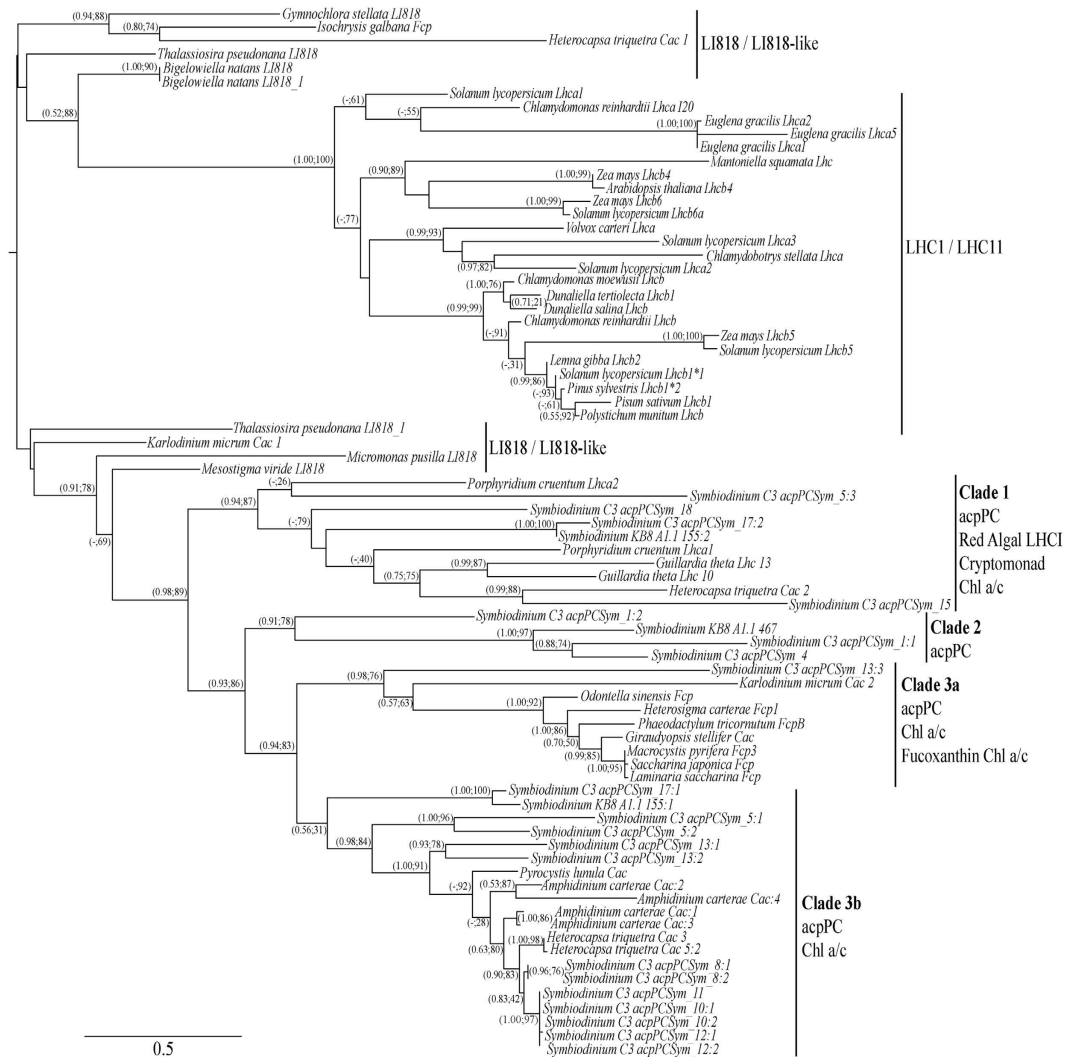 (0.94;88)
Gymnochlora stellata LI818
(0.80;74)
Isochrysis galbana Fcp
Heterocapsa triquetra Cac 1
LI818 / LI818-like
Thalassiosira pseudonana LI818
(1.00;90)
Bigelowiella natans LI818
Bigelowiella natans LI818_1
(0.52;88)
(-;61)
Solanum lycopersicum Lhca1
(-;55)
Chlamydomonas reinhardtii Lhca120
(1.00;100)
Euglena gracilis Lhca2
Euglena gracilis Lhca5
Euglena gracilis Lhca1
(1.00;100)
(0.90;89)
Mantoniella squamata Lhc
(1.00;99)
Zea mays Lhcb4
Arabidopsis thaliana Lhcb4
(1.00;99)
Zea mays Lhcb6
Solanum lycopersicum Lhcb6a
(-;77)
(0.99;93)
Volvox carteri Lhca
Solanum lycopersicum Lhca3
LHC1 / LHC11
Chlamydobotrys stellata Lhca
(0.97;82)
Solanum lycopersicum Lhca2
(1.00;76)
Chlamydomonas moewusii Lhcb
Dunaliella tertiolecta Lhcb1
(0.71;21)
Dunaliella salina Lhcb
(0.99;99)
Chlamydomonas reinhardtii Lhcb
(-;91)
(1.00;100)
Zea mays Lhcb5
Solanum lycopersicum Lhcb5
(-;31)
Lemna gibba Lhcb2
Solanum lycopersicum Lhcb1*1
(0.99;86)
Pinus sylvestris Lhcb1*2
(-;93)
Pisum sativum Lhcb1
(-;61)
(0.55;92)
Polystichum munitum Lhcb
Thalassiosira pseudonana LI818_1
Karlodinium micrum Cac 1
Micromonas pusilla LI818
LI818 / LI818-like
Mesostigma viride LI818
(0.91;78)
(-;69)
(0.94;87)
(-;26)
Porphyridium cruentum Lhca2
Symbiodinium C3 acpPCSym_5:3
Clade 1
acpPC
Red Algal LHCI
Cryptomonad
Chl a/c
(-;79)
Symbiodinium C3 acpPCSym_18
(1.00;100)
Symbiodinium C3 acpPCSym_17:2
Symbiodinium KB8 A1.1 155:2
(-;40)
Porphyridium cruentum Lhca1
(0.99;87)
Guillardia theta Lhc 13
(0.75;75)
Guillardia theta Lhc 10
(0.99;88)
Heterocapsa triquetra Cac 2
Symbiodinium C3 acpPCSym_15
(0.98;89)
(0.91;78)
Symbiodinium C3 acpPCSym_1:2
(1.00;97)
Symbiodinium KB8 A1.1 467
(0.88;74)
Symbiodinium C3 acpPCSym_1:1
Symbiodinium C3 acpPCSym_4
Clade 2
acpPC
(0.93;86)
(0.98;76)
Symbiodinium C3 acpPCSym_13:3
(0.57;63)
Karlodinium micrum Cac 2
Clade 3a
acpPC
Chl a/c
Fucoxanthin Chl a/c
(1.00;92)
Odontella sinensis Fcp
Heterosigma carterae Fcp1
(1.00;86)
Phaeodactylum tricornutum FcpB
(0.70;50)
Giraudyopsis stellifer Cac
(0.99;85)
Macrocystis pyrifera Fcp3
Saccharina japonica Fcp
(1.00;95)
Laminaria saccharina Fcp
(0.94;83)
(1.00;100)
Symbiodinium C3 acpPCSym_17:1
Symbiodinium KB8 A1.1 155:1
(0.56;31)
(1.00;96)
Symbiodinium C3 acpPCSym_5:1
Symbiodinium C3 acpPCSym_5:2
(0.98;84)
(0.93;78)
Symbiodinium C3 acpPCSym_13:1
Symbiodinium C3 acpPCSym_13:2
(1.00;91)
Pyrocystis lunula Cac
(-;92)
(0.53;87)
Amphidinium carterae Cac:2
Amphidinium carterae Cac:4
(-;28)
Amphidinium carterae Cac:1
(1.00;86)
Amphidinium carterae Cac:3
Clade 3b
acpPC
Chl a/c
(0.63;80)
(1.00;98)
Heterocapsa triquetra Cac 3
Heterocapsa triquetra Cac 5:2
(0.90;83)
(0.96;76)
Symbiodinium C3 acpPCSym_8:1
Symbiodinium C3 acpPCSym_8:2
(0.83;42)
Symbiodinium C3 acpPCSym_11
Symbiodinium C3 acpPCSym_10:1
(1.00;97)
Symbiodinium C3 acpPCSym_10:2
Symbiodinium C3 acpPCSym_12:1
Symbiodinium C3 acpPCSym_12:2
0.5